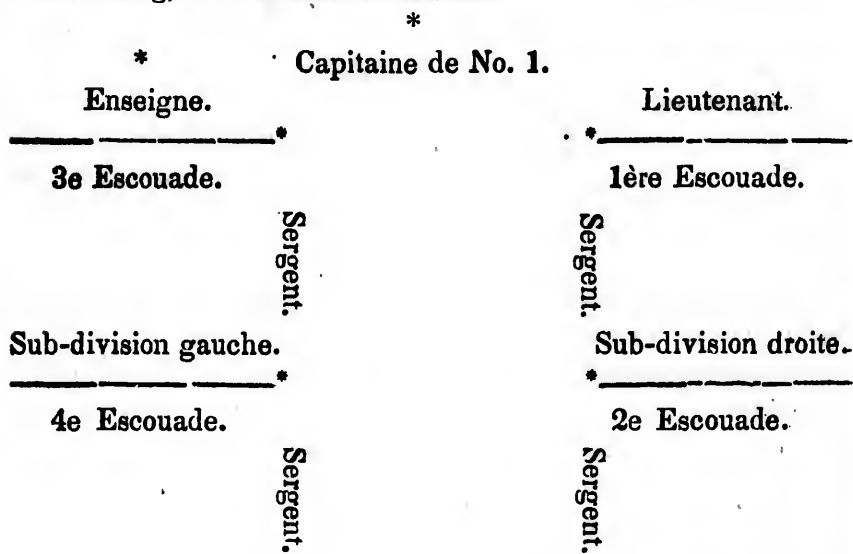 *
* Capitaine de No. 1.
Enseigne. Lieutenant.
* *
3e Escouade. 1ère Escouade.
Sergent. Sergent.
Sub-division gauche. Sub-division droite.
* *
4e Escouade. 2e Escouade.
Sergent. Sergent.